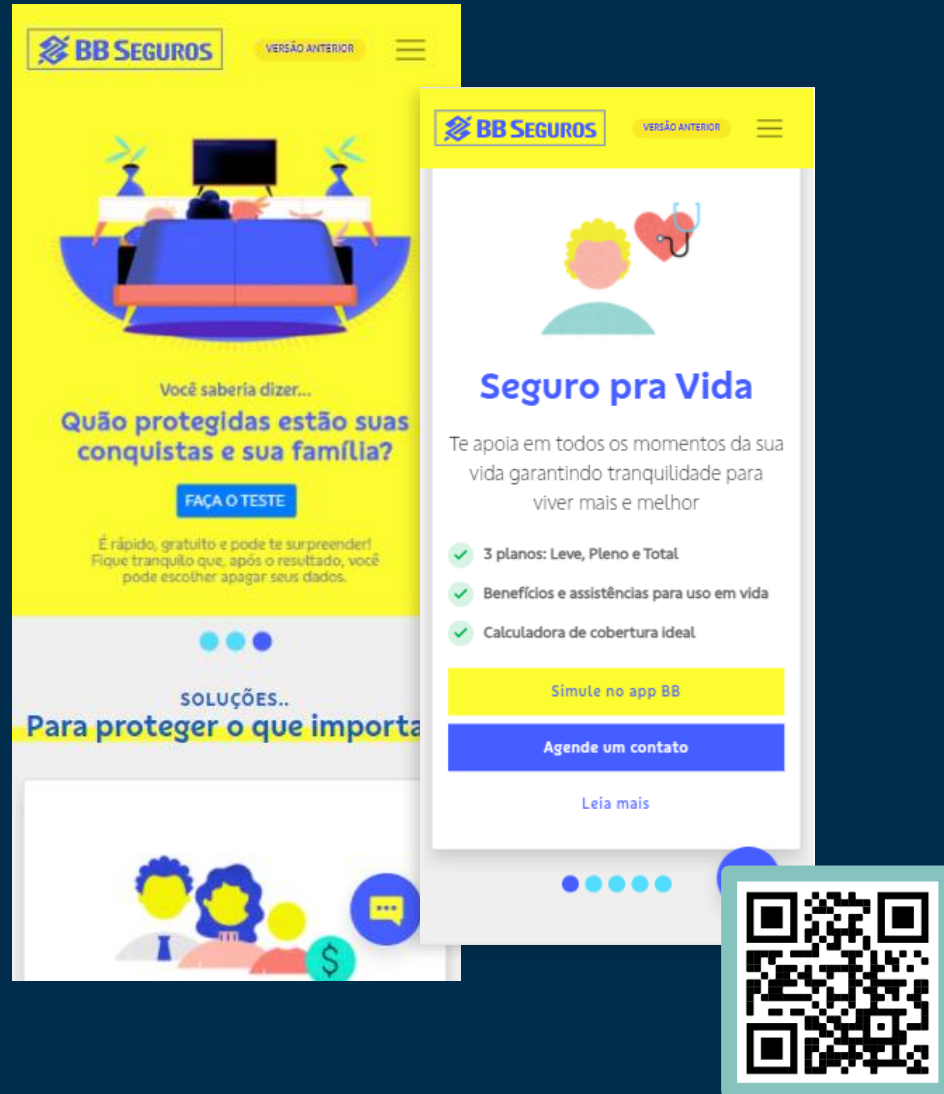 BB SEGUROS
VERSÃO ANTERIOR
Você saberia dizer...
Quão protegidas estão suas
conquistas e sua família?
FAÇA O TESTE
É rápido, gratuito e pode te surpreender!
Fique tranquilo que, após o resultado, você
pode escolher apagar seus dados.
SOLUÇÕES..
Para proteger o que importa
$
BB SEGUROS
VERSÃO ANTERIOR
Seguro pra Vida
Te apoia em todos os momentos da sua
vida garantindo tranquilidade para
viver mais e melhor
3 planos: Leve, Pleno e Total
Benefícios e assistências para uso em vida
Calculadora de cobertura ideal
Simule no app BB
Agende um contato
Leia mais